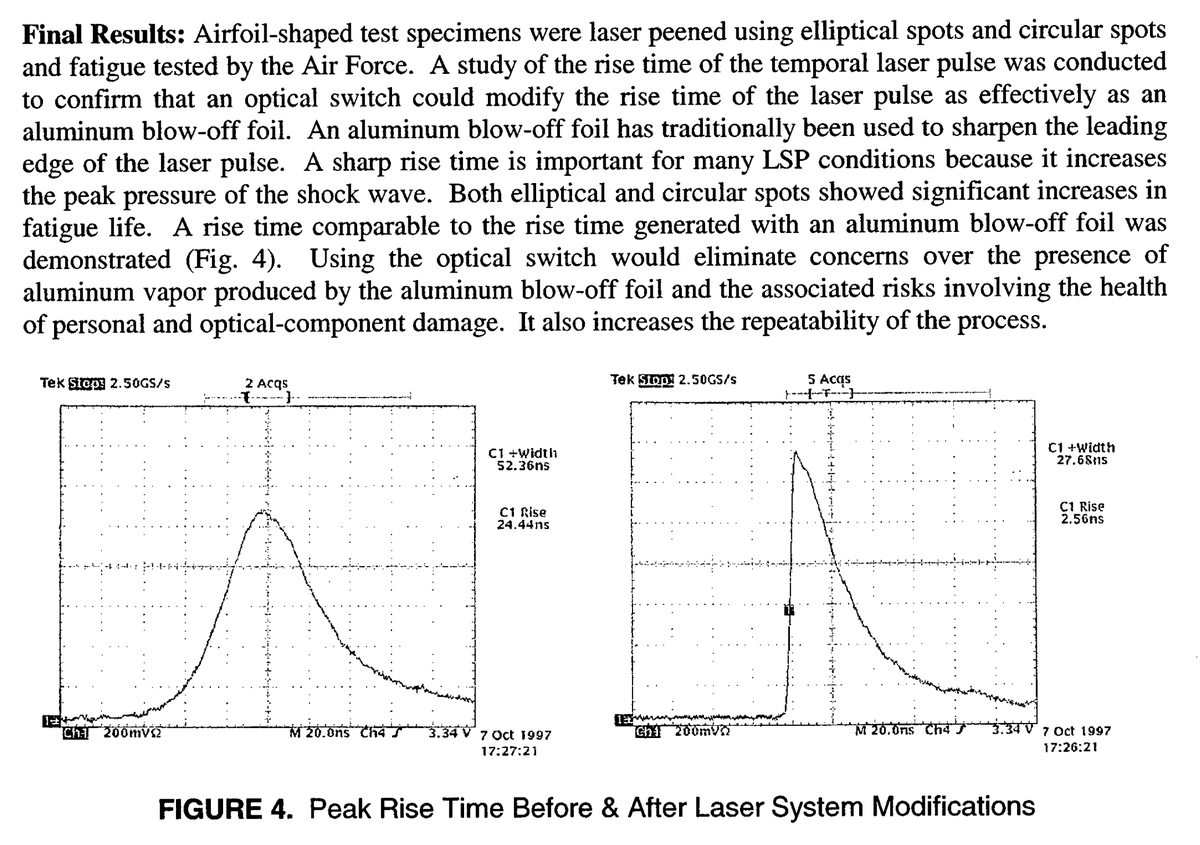 Final Results: Airfoil-shaped test specimens were laser peened using elliptical spots and circular spots
and fatigue tested by the Air Force. A study of the rise time of the temporal laser pulse was conducted
to confirm that an optical switch could modify the rise time of the laser pulse as effectively as an
aluminum blow-off foil. An aluminum blow-off foil has traditionally been used to sharpen the leading
edge of the laser pulse. A sharp rise time is important for many LSP conditions because it increases
the peak pressure of the shock wave. Both elliptical and circular spots showed significant increases in
fatigue life. A rise time comparable to the rise time generated with an aluminum blow-off foil was
demonstrated (Fig. 4). Using the optical switch would eliminate concerns over the presence of
aluminum vapor produced by the aluminum blow-off foil and the associated risks involving the health
of personal and optical-component damage. It also increases the repeatability of the process.
Tek Stop: 2.50GS/s 2 Acqs
C1 +Width
52.36ns
C1 Rise
24.44ns
Ch1 200mVΩ M 20.0ns Ch4 ʃ 3.34 V
7 Oct 1997
17:27:21
Tek Stop: 2.50GS/s 5 Acqs
C1 +Width
27.68ns
C1 Rise
2.56ns
Ch1 200mVΩ M 20.0ns Ch4 ʃ 3.34 V
7 Oct 1997
17:26:21
FIGURE 4. Peak Rise Time Before & After Laser System Modifications